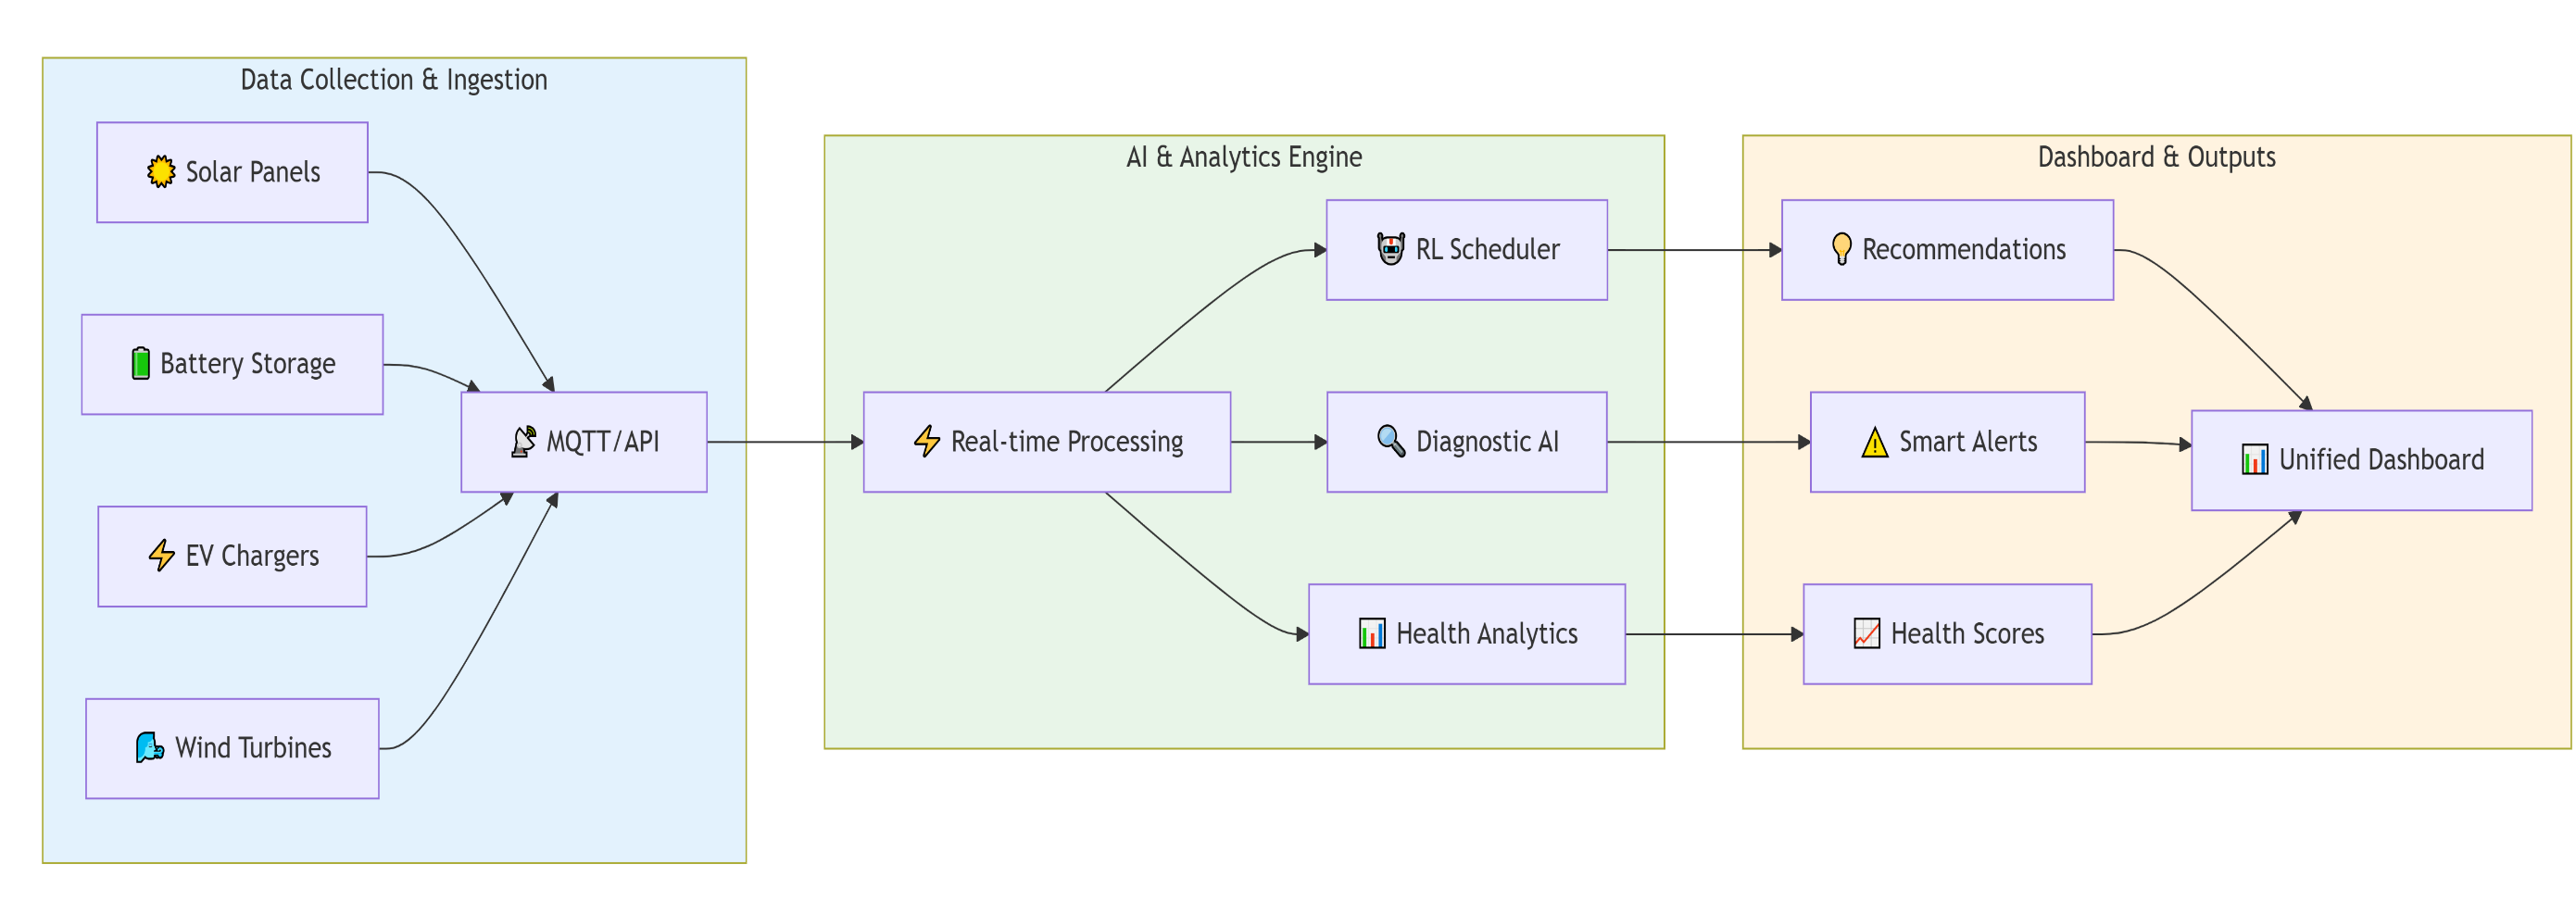 Data Collection & Ingestion
Solar Panels
Battery Storage
EV Chargers
Wind Turbines
MQTT/API
AI & Analytics Engine
Real-time Processing
RL Scheduler
Diagnostic AI
Health Analytics
Dashboard & Outputs
Recommendations
Smart Alerts
Health Scores
Unified Dashboard